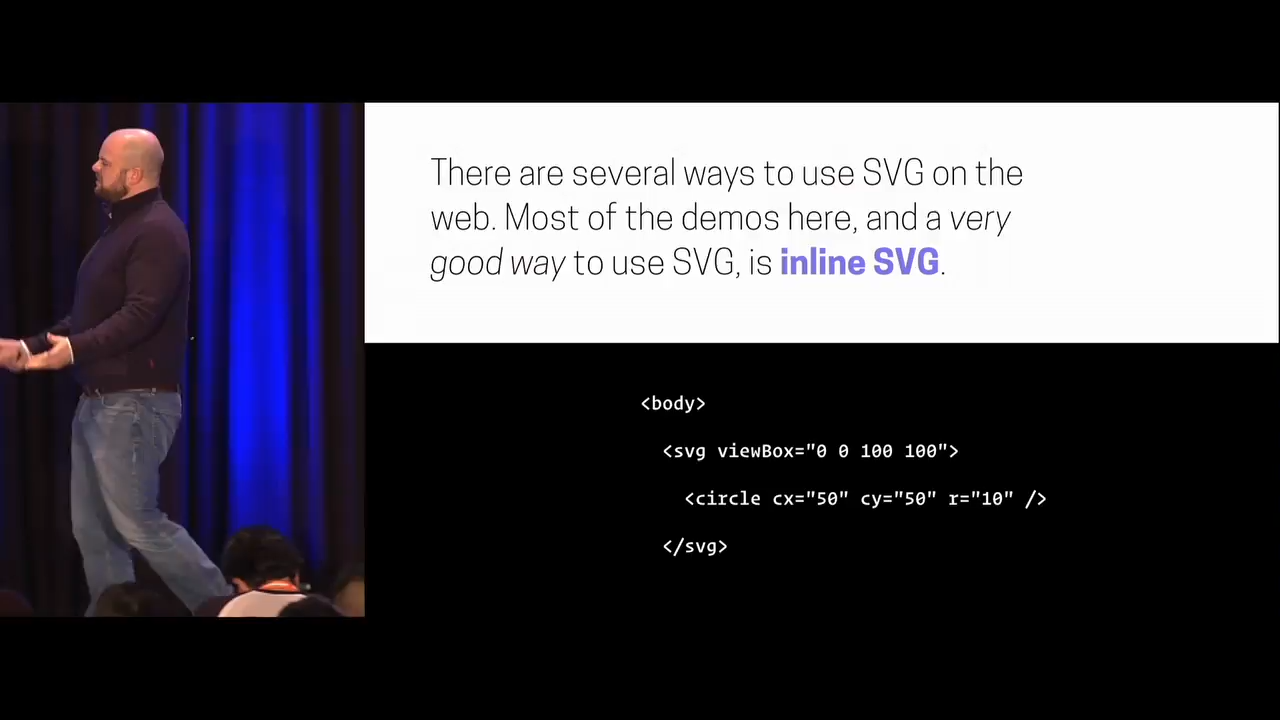 There are several ways to use SVG on the
web. Most of the demos here, and a very
good way to use SVG, is inline SVG.
<body>
<svg viewBox="0 0 100 100">
<circle cx="50" cy="50" r="10" />
</svg>